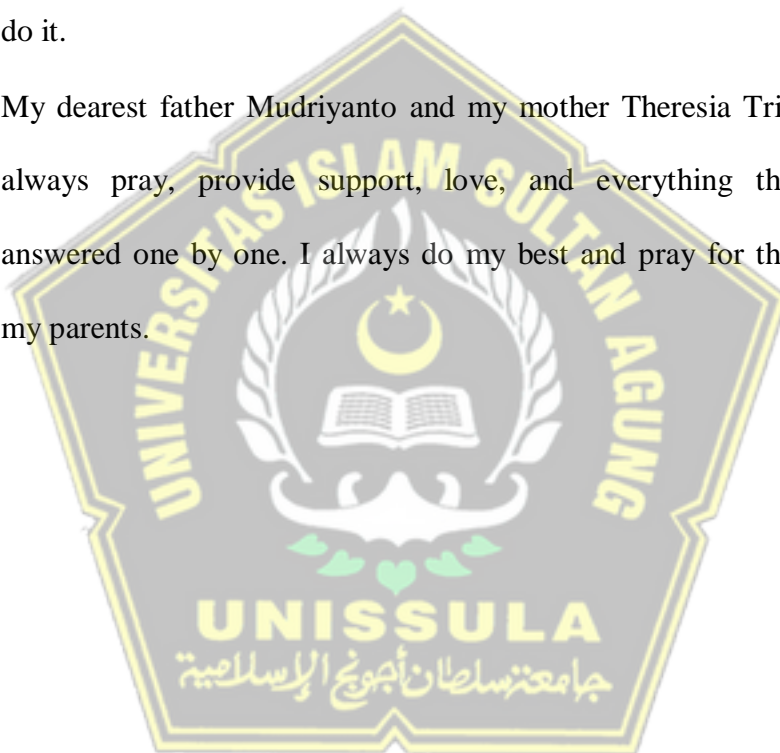 do it.
My dearest father Mudriyanto and my mother Theresia Tri
always pray, provide support, love, and everything th
answered one by one. I always do my best and pray for th
my parents.
UNIVERSITAS ISLAM SULTAN AGUNG
UNISSULA
جامعنسلطان أجونج الإسلامية